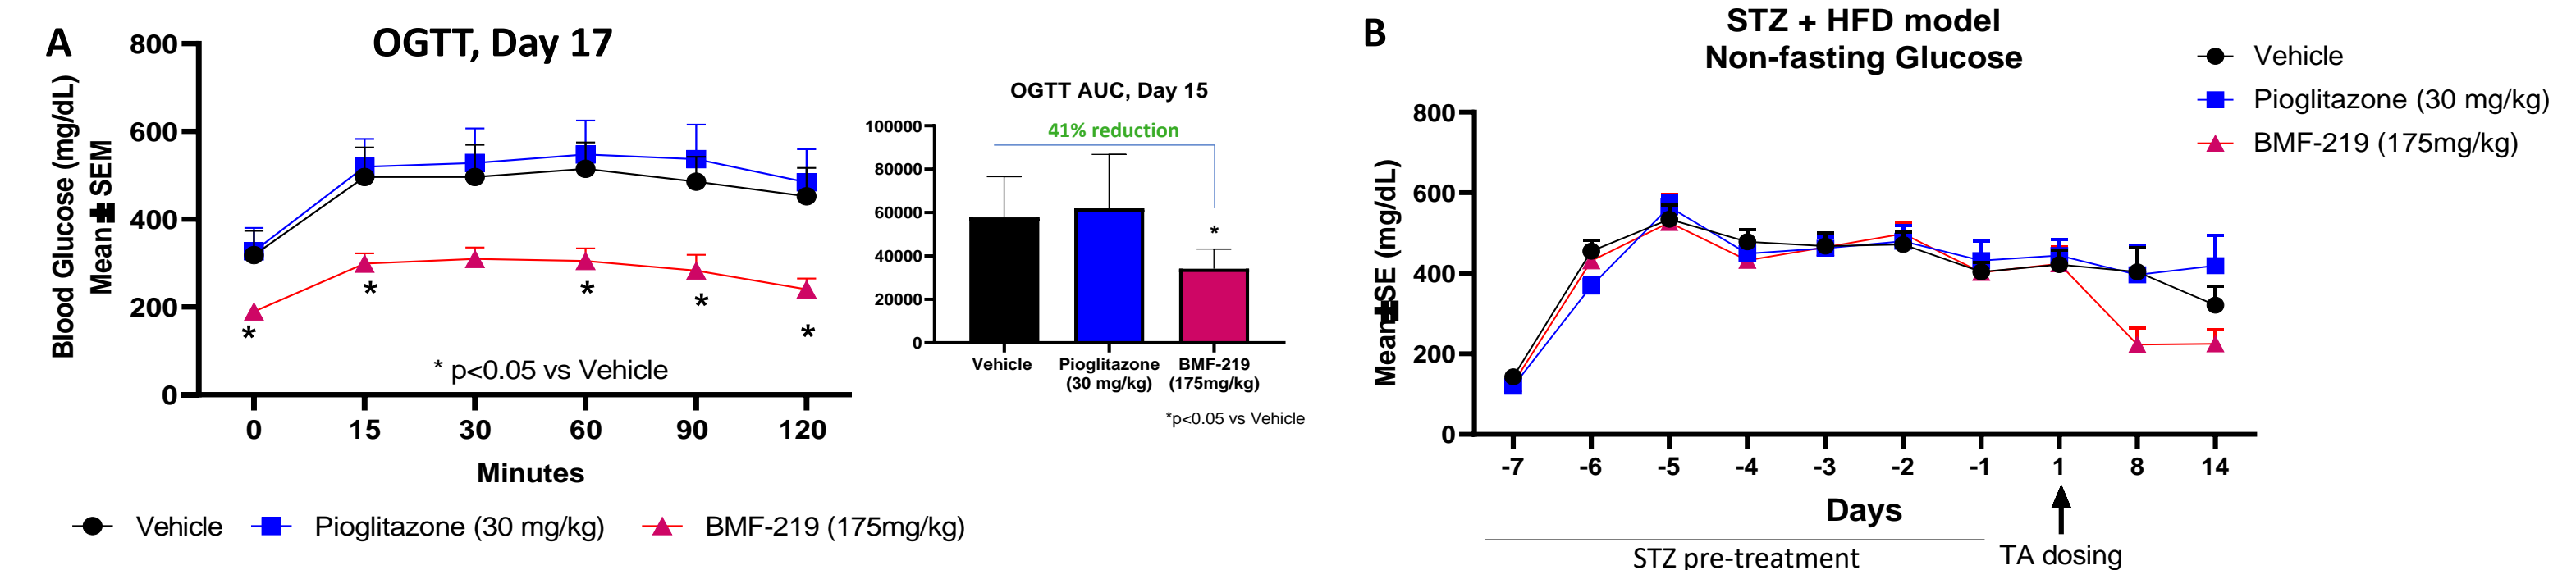 A
OGTT, Day 17
Blood Glucose (mg/dL)
Mean ± SEM
800
600
400
200
0
* * * * *
* p<0.05 vs Vehicle
0 15 30 60 90 120
Minutes
Vehicle Pioglitazone (30 mg/kg) BMF-219 (175mg/kg)
OGTT AUC, Day 15
41% reduction
100000
80000
60000
40000
20000
0
*
Vehicle Pioglitazone BMF-219
(30 mg/kg) (175mg/kg)
*p<0.05 vs Vehicle
B
STZ + HFD model
Non-fasting Glucose
Vehicle
Pioglitazone (30 mg/kg)
BMF-219 (175mg/kg)
Mean ± SE (mg/dL)
800
600
400
200
0
-7 -6 -5 -4 -3 -2 -1 1 8 14
Days
STZ pre-treatment
TA dosing